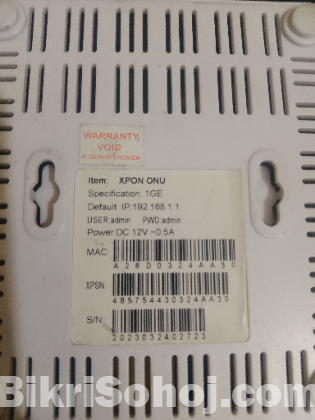 WARRANTY
VOID
IF SEAL IS BROKEN
Item: XPON ONU
Specification: 1GE
Default IP:192.168.1.1
USER:admin PWD:admin
Power:DC 12V ⎓0.5A
MAC:
A28D0324AA30
XPSN:
485754430324AA30
S/N:
2023032402723
BikriSohoj.com